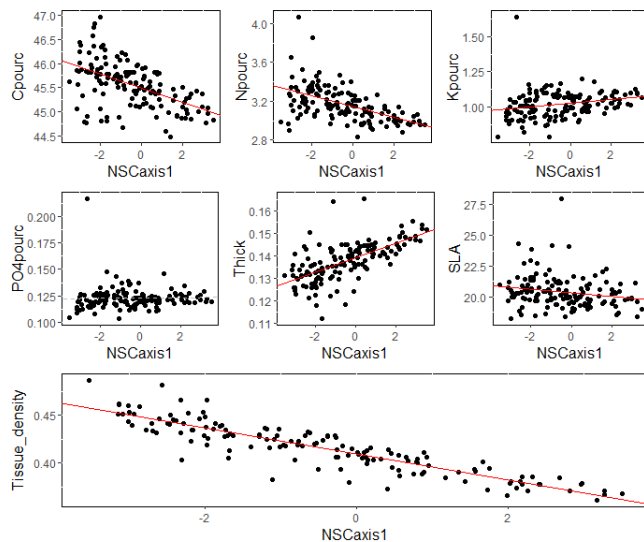 Cpourc
47.0
46.5
46.0
45.5
45.0
44.5
-2 0 2
NSCaxis1
Npourc
4.0
3.6
3.2
2.8
-2 0 2
NSCaxis1
Kpourc
1.50
1.25
1.00
-2 0 2
NSCaxis1
PO4pourc
0.200
0.175
0.150
0.125
0.100
-2 0 2
NSCaxis1
Thick
0.16
0.15
0.14
0.13
0.12
0.11
-2 0 2
NSCaxis1
SLA
27.5
25.0
22.5
20.0
-2 0 2
NSCaxis1
Tissue_density
0.45
0.40
-2 0 2
NSCaxis1